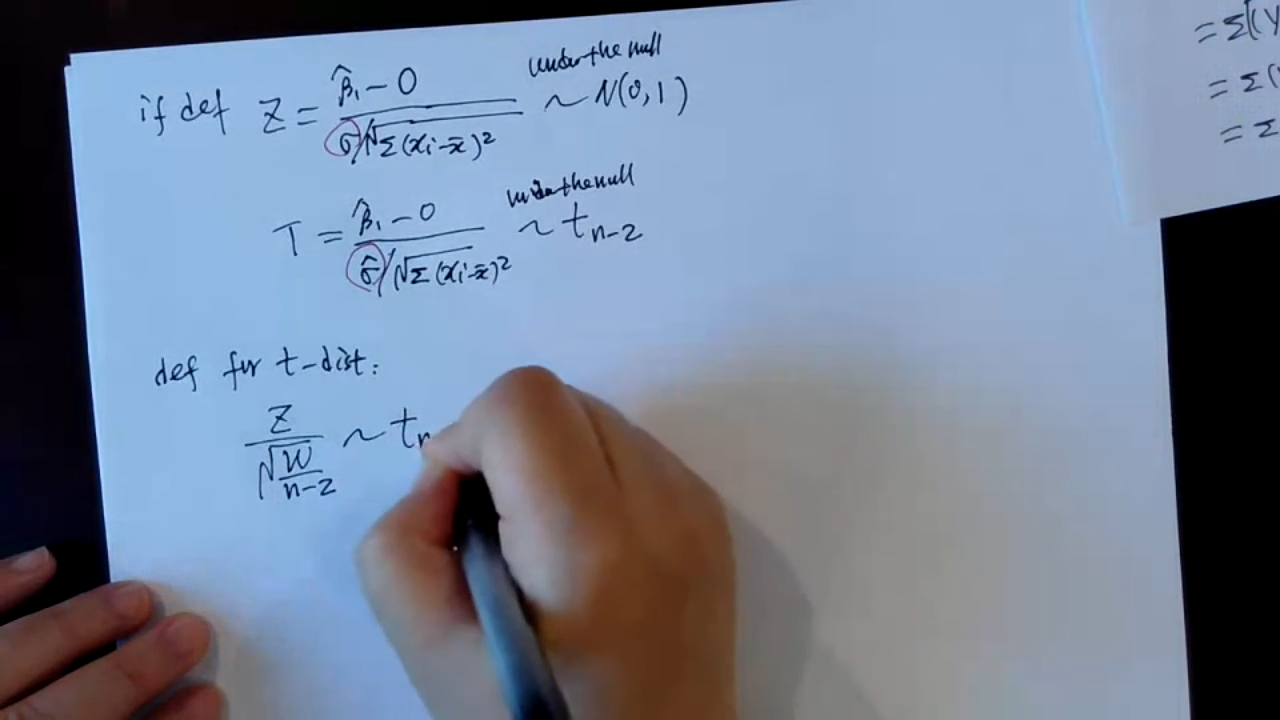 if def Z = β̂₁ - 0 / σ/√Σ(xᵢ-x̄)² under the null ~ N(0,1)
T = β̂₁ - 0 / σ̂/√Σ(xᵢ-x̄)² under the null ~ t n-2
def for t-dist:
Z / √W/n-2 ~ t n
= Σ[(Y
= Σ(
= Σ